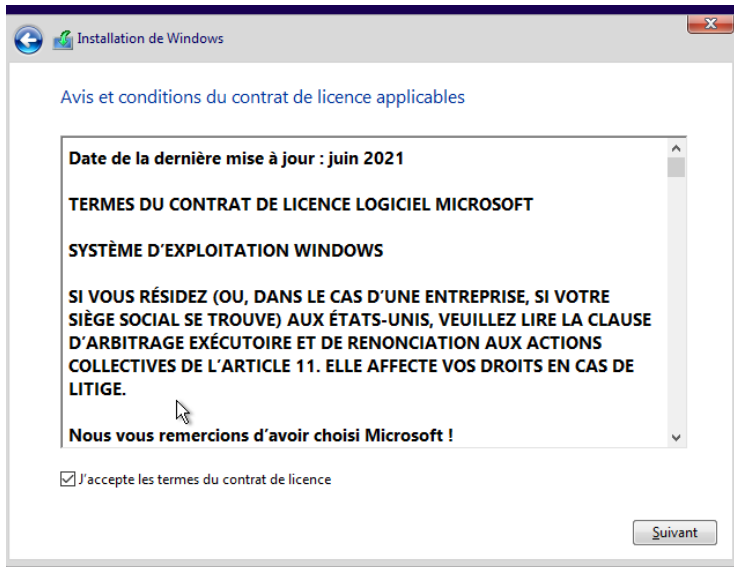 Installation de Windows
Avis et conditions du contrat de licence applicables
Date de la dernière mise à jour : juin 2021
TERMES DU CONTRAT DE LICENCE LOGICIEL MICROSOFT
SYSTÈME D’EXPLOITATION WINDOWS
SI VOUS RÉSIDEZ (OU, DANS LE CAS D’UNE ENTREPRISE, SI VOTRE
SIÈGE SOCIAL SE TROUVE) AUX ÉTATS-UNIS, VEUILLEZ LIRE LA CLAUSE
D’ARBITRAGE EXÉCUTOIRE ET DE RENONCIATION AUX ACTIONS
COLLECTIVES DE L’ARTICLE 11. ELLE AFFECTE VOS DROITS EN CAS DE
LITIGE.
Nous vous remercions d’avoir choisi Microsoft !
J'accepte les termes du contrat de licence
Suivant